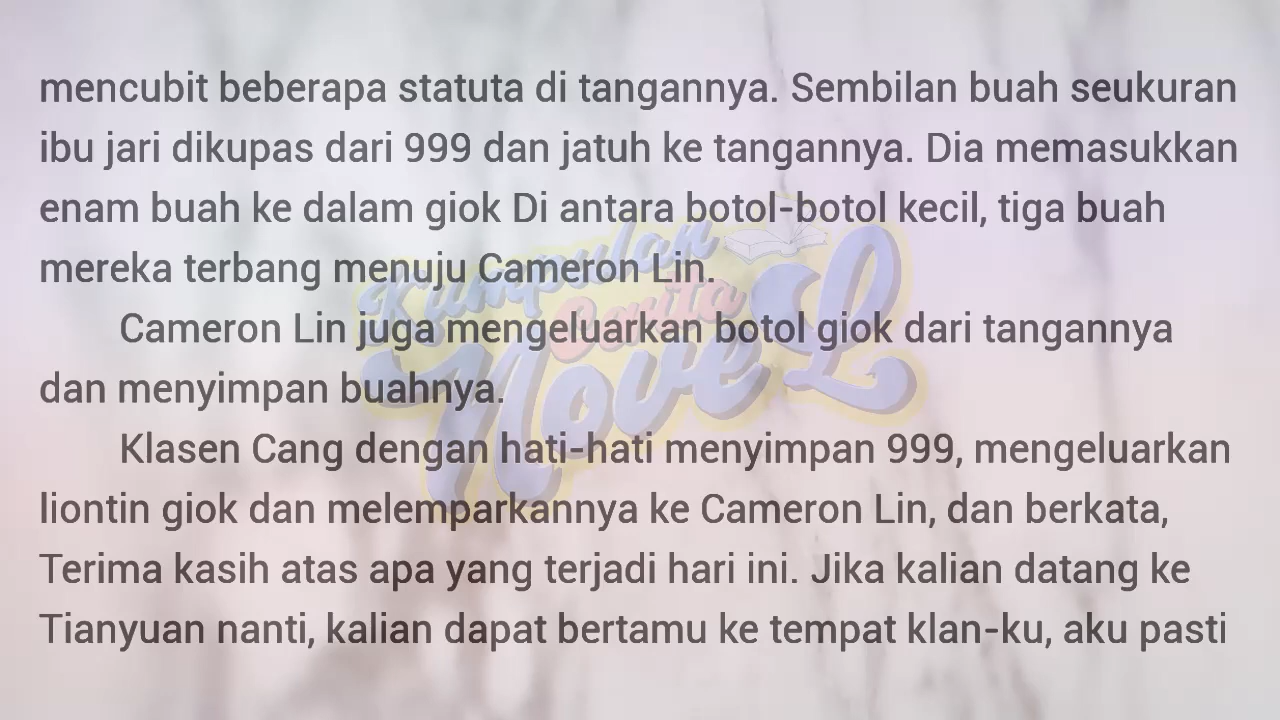 mencubit beberapa statuta di tangannya. Sembilan buah seukuran
ibu jari dikupas dari 999 dan jatuh ke tangannya. Dia memasukkan
enam buah ke dalam giok Di antara botol-botol kecil, tiga buah
mereka terbang menuju Cameron Lin.
Cameron Lin juga mengeluarkan botol giok dari tangannya
dan menyimpan buahnya.
Klasen Cang dengan hati-hati menyimpan 999, mengeluarkan
liontin giok dan melemparkannya ke Cameron Lin, dan berkata,
Terima kasih atas apa yang terjadi hari ini. Jika kalian datang ke
Tianyuan nanti, kalian dapat bertamu ke tempat klan-ku, aku pasti
Kumpulan
Cerita
Novel